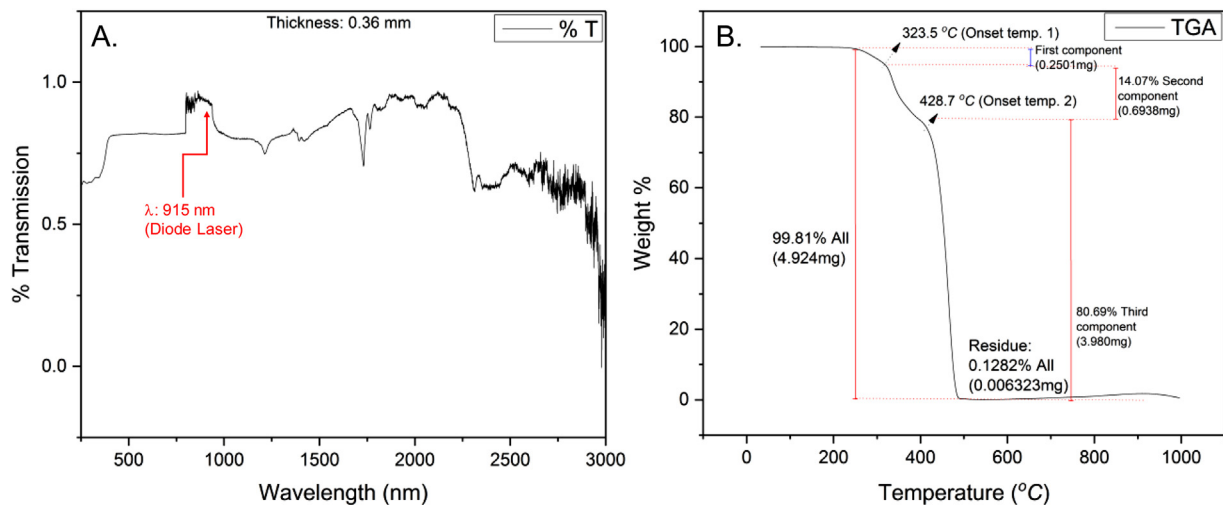 A.
Thickness: 0.36 mm
% T
% Transmission
1.0
0.5
0.0
λ: 915 nm
(Diode Laser)
500
1000
1500
2000
2500
3000
Wavelength (nm)
B.
TGA
Weight %
100
80
60
40
20
0
323.5 °C (Onset temp. 1)
First component
(0.2501mg)
14.07% Second
component
(0.6938mg)
428.7 °C (Onset temp. 2)
99.81% All
(4.924mg)
80.69% Third
component
(3.980mg)
Residue:
0.1282% All
(0.006323mg)
0
200
400
600
800
1000
Temperature (°C)